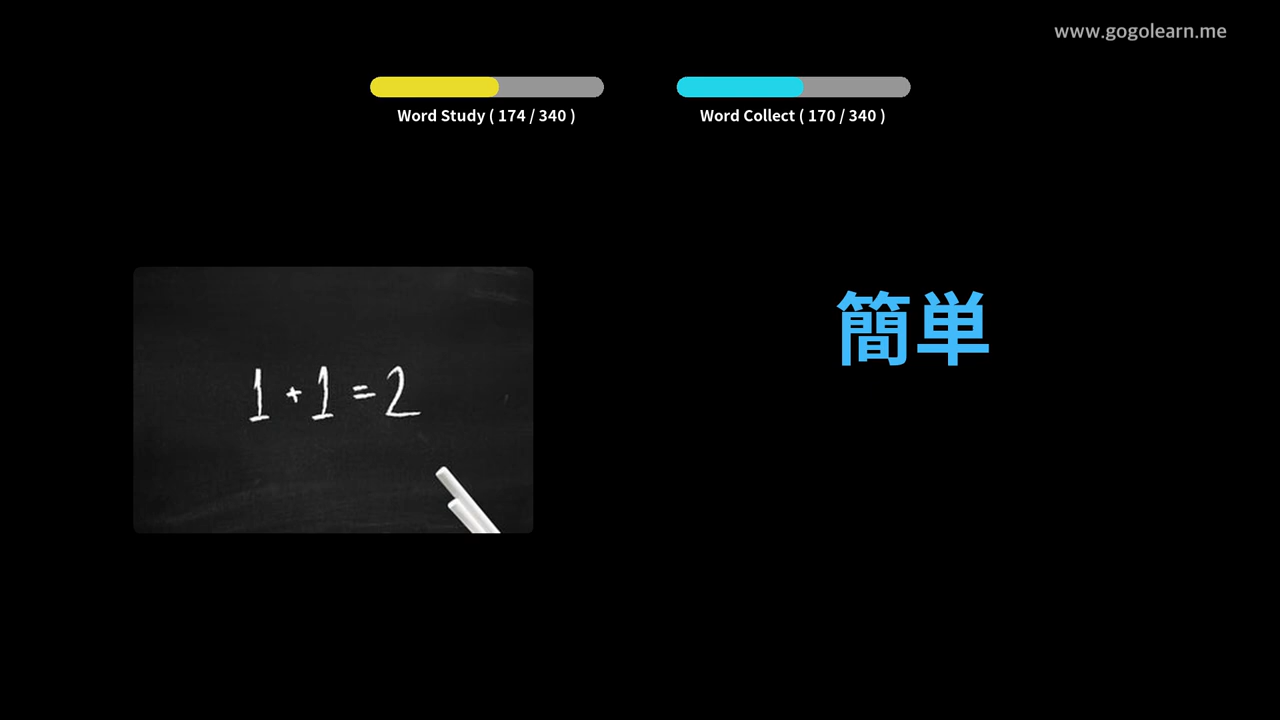 www.gogolearn.me
Word Study ( 174 / 340 )
Word Collect ( 170 / 340 )
1 + 1 = 2
簡単